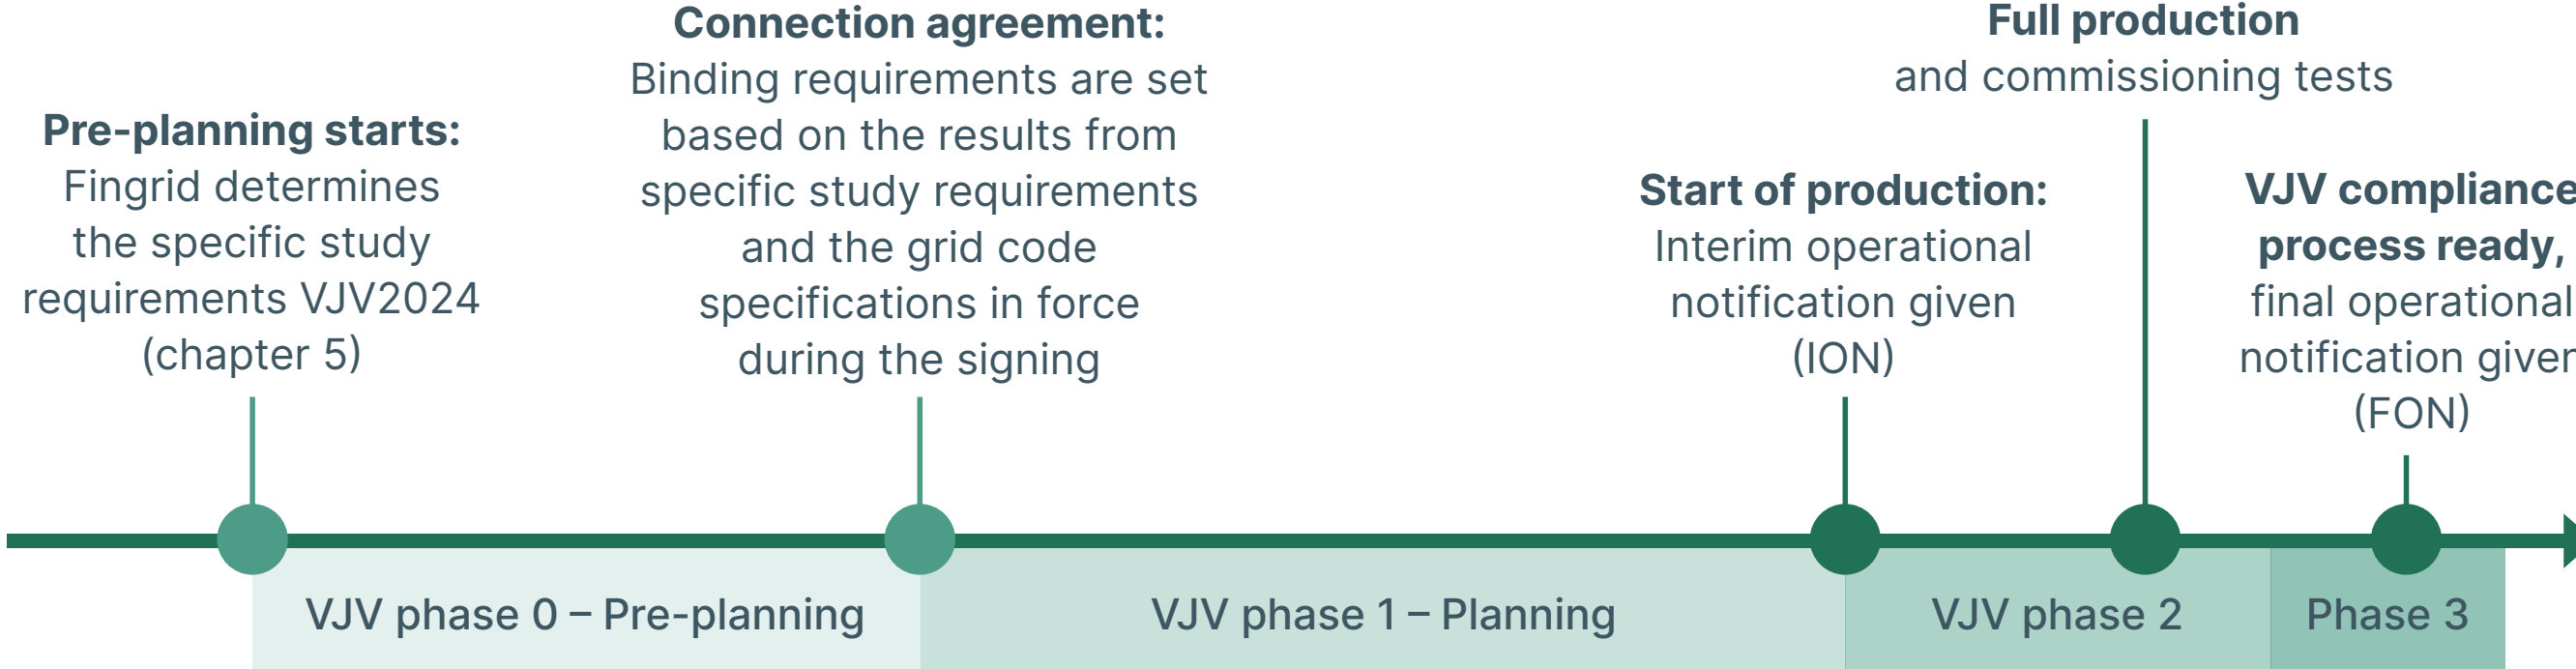 Pre-planning starts:
Fingrid determines
the specific study
requirements VJV2024
(chapter 5)
Connection agreement:
Binding requirements are set
based on the results from
specific study requirements
and the grid code
specifications in force
during the signing
Start of production:
Interim operational
notification given
(ION)
Full production
and commissioning tests
VJV compliance
process ready,
final operational
notification given
(FON)
VJV phase 0 – Pre-planning
VJV phase 1 – Planning
VJV phase 2
Phase 3